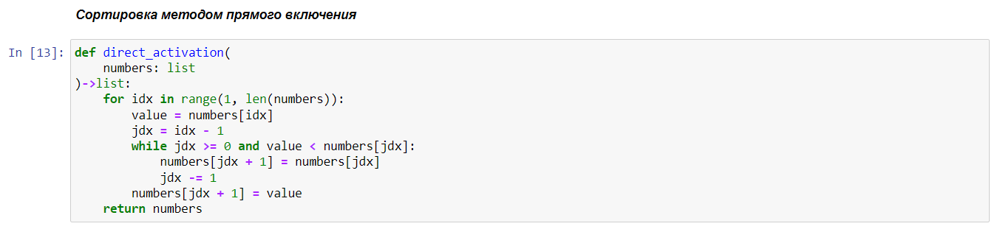 Сортировка методом прямого включения
In [13]:
def direct_activation(
    numbers: list
)->list:
    for idx in range(1, len(numbers)):
        value = numbers[idx]
        jdx = idx - 1
        while jdx >= 0 and value < numbers[jdx]:
            numbers[jdx + 1] = numbers[jdx]
            jdx -= 1
        numbers[jdx + 1] = value
    return numbers